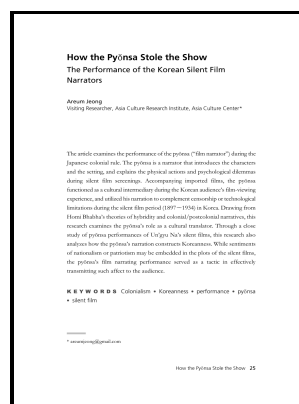 How the Pyŏnsa Stole the Show
The Performance of the Korean Silent Film
Narrators
Areum Jeong
Visiting Researcher, Asia Culture Research Institute, Asia Culture Center*
The article examines the performance of the pyŏnsa (“film narrator”) during the
Japanese colonial rule. The pyŏnsa is a narrator that introduces the characters
and the setting, and explains the physical actions and psychological dilemmas
during silent film screenings. Accompanying imported films, the pyŏnsa
functioned as a cultural intermediary during the Korean audience’s film-viewing
experience, and utilized his narration to complement censorship or technological
limitations during the silent film period (1897－1934) in Korea. Drawing from
Homi Bhabha’s theories of hybridity and colonial/postcolonial narratives, this
research examines the pyŏnsa’s role as a cultural translator. Through a close
study of pyŏnsa performances of Un’gyu Na’s silent films, this research also
analyzes how the pyŏnsa’s narration constructs Koreanness. While sentiments
of nationalism or patriotism may be embedded in the plots of the silent films,
the pyŏnsa’s film narrating performance served as a tactic in effectively
transmitting such affect to the audience.
KEYWORDS Colonialism • Koreanness • performance • pyŏnsa
• silent film
* areumjeong@gmail.com
How the Pyŏnsa Stole the Show 25